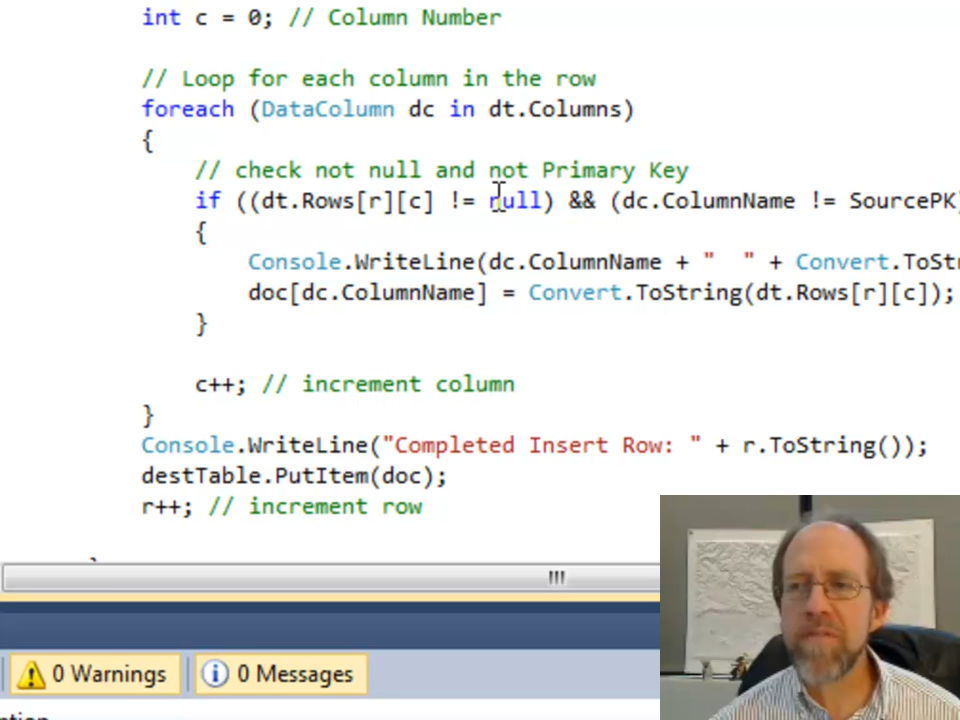 int c = 0; // Column Number
// Loop for each column in the row
foreach (DataColumn dc in dt.Columns)
{
// check not null and not Primary Key
if ((dt.Rows[r][c] != null) && (dc.ColumnName != SourcePK)
{
Console.WriteLine(dc.ColumnName + "  " + Convert.ToStr
doc[dc.ColumnName] = Convert.ToString(dt.Rows[r][c]);
}
c++; // increment column
}
Console.WriteLine("Completed Insert Row: " + r.ToString());
destTable.PutItem(doc);
r++; // increment row
0 Warnings
0 Messages